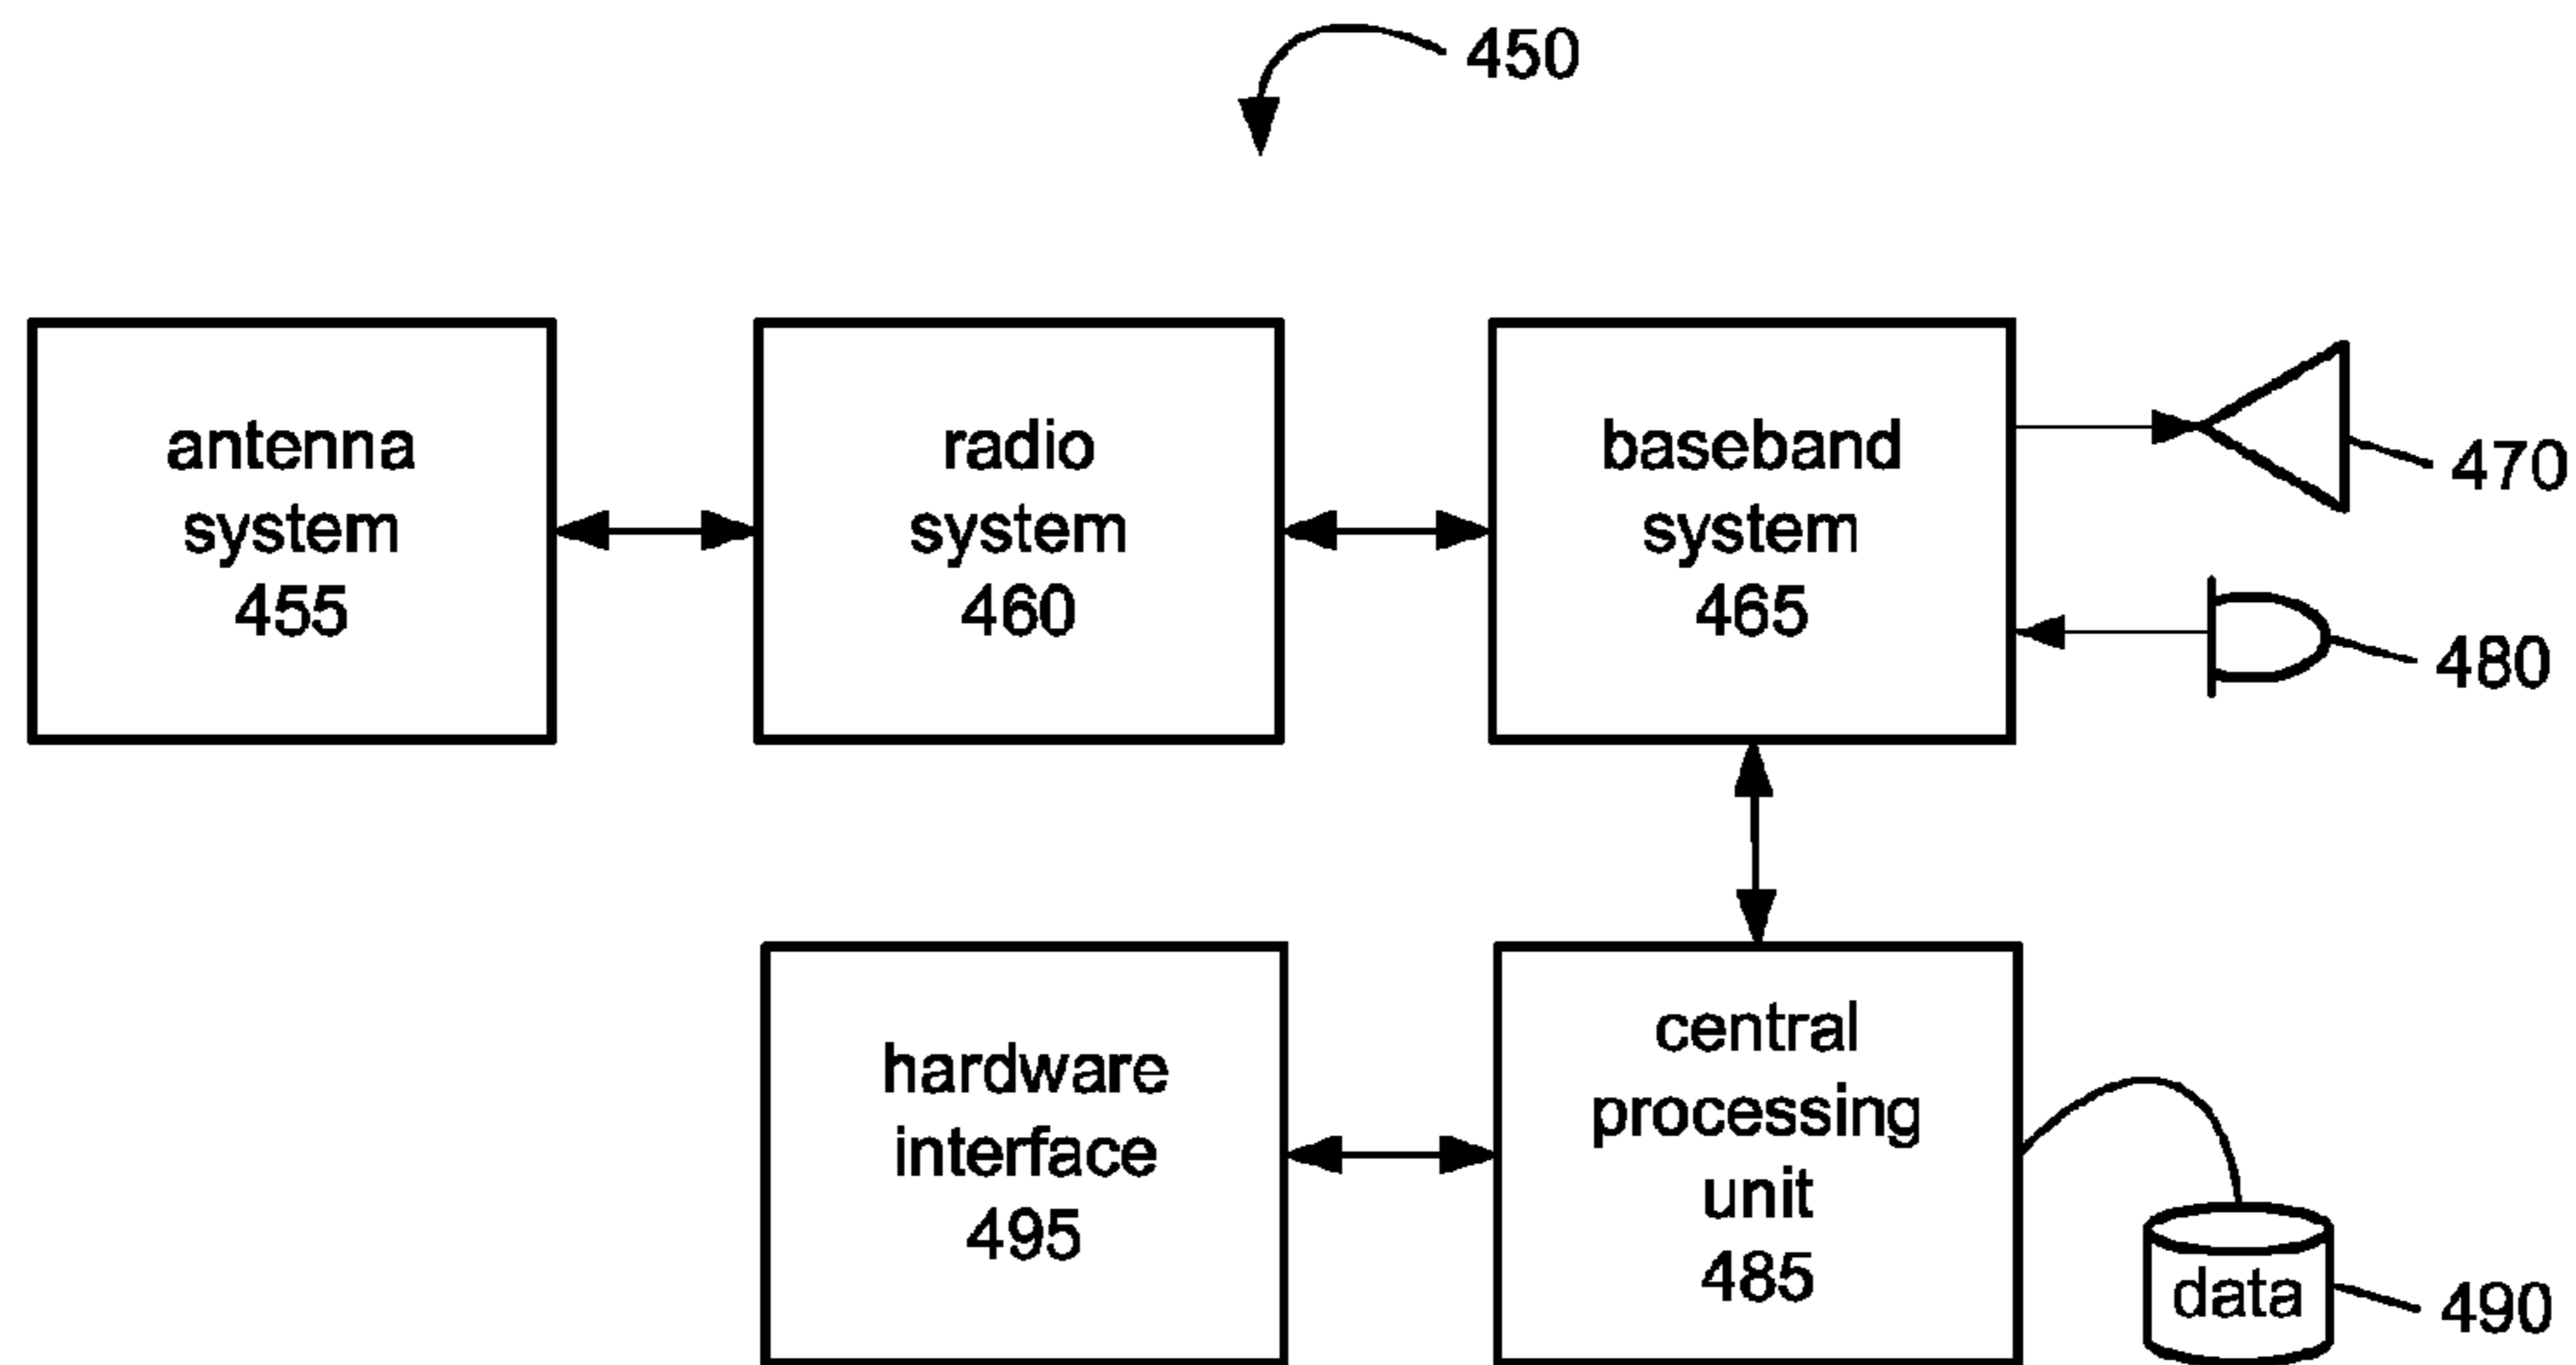 450
antenna
system
455
radio
system
460
baseband
system
465
470
480
hardware
interface
495
central
processing
unit
485
data
490